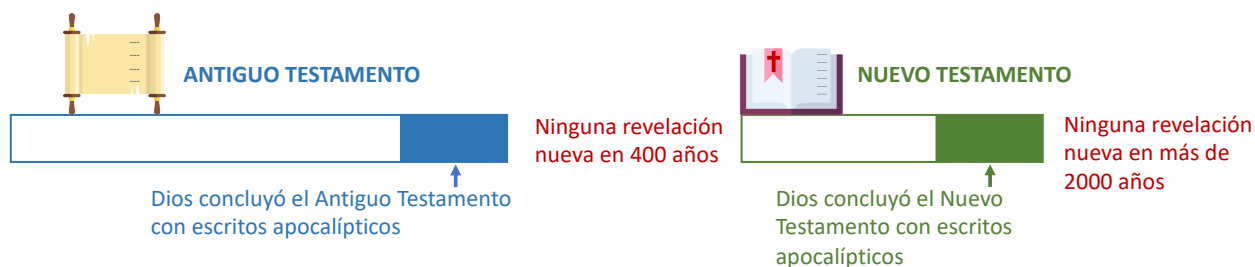 ANTIGUO TESTAMENTO
Ninguna revelación
nueva en 400 años
Dios concluyó el Antiguo Testamento
con escritos apocalípticos
NUEVO TESTAMENTO
Ninguna revelación
nueva en más de
2000 años
Dios concluyó el Nuevo
Testamento con escritos
apocalípticos